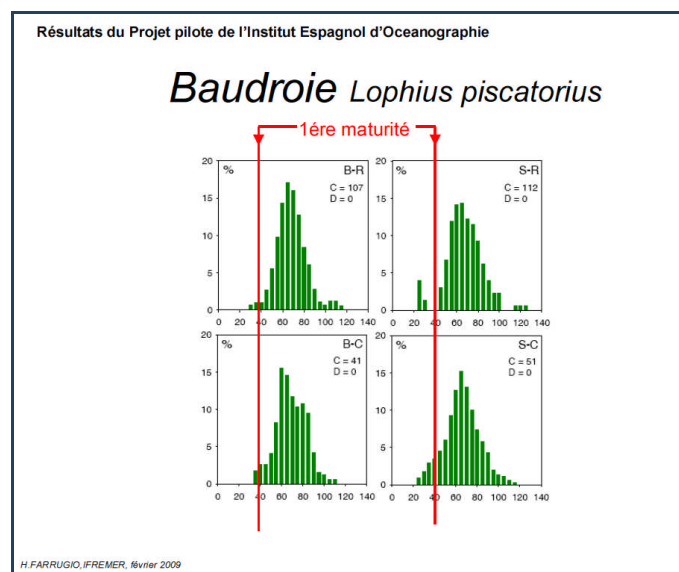 Résultats du Projet pilote de l'Institut Espagnol d'Oceanographie
Baudroie Lophius piscatorius
1ére maturité
20
%
B-R
C = 107
D = 0
15
10
5
0
0 20 40 60 80 100 120 140
20
%
S-R
C = 112
D = 0
15
10
5
0
0 20 40 60 80 100 120 140
20
%
B-C
C = 41
D = 0
15
10
5
0
0 20 40 60 80 100 120 140
20
%
S-C
C = 51
D = 0
15
10
5
0
0 20 40 60 80 100 120 140
H.FARRUGIO,IFREMER, février 2009